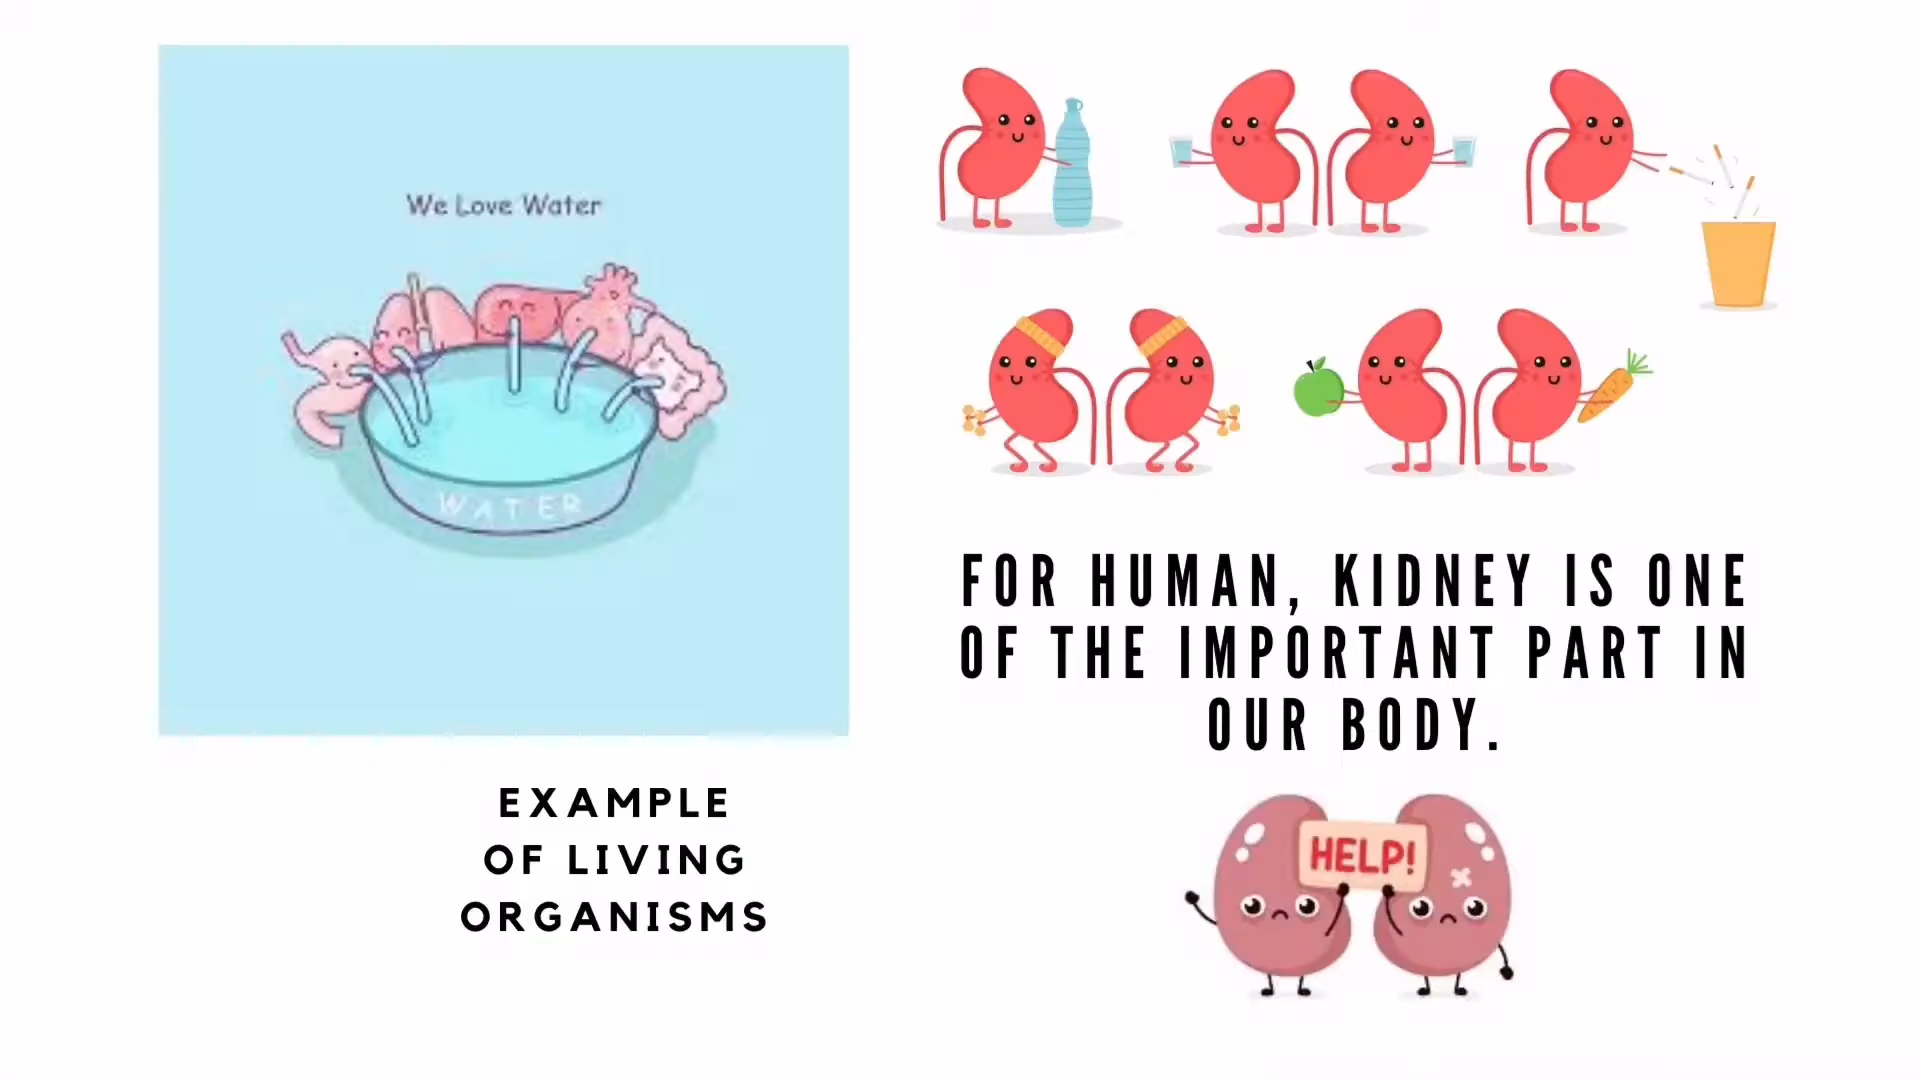 We Love Water
WATER
EXAMPLE
OF LIVING
ORGANISMS
FOR HUMAN, KIDNEY IS ONE
OF THE IMPORTANT PART IN
OUR BODY.
HELP!